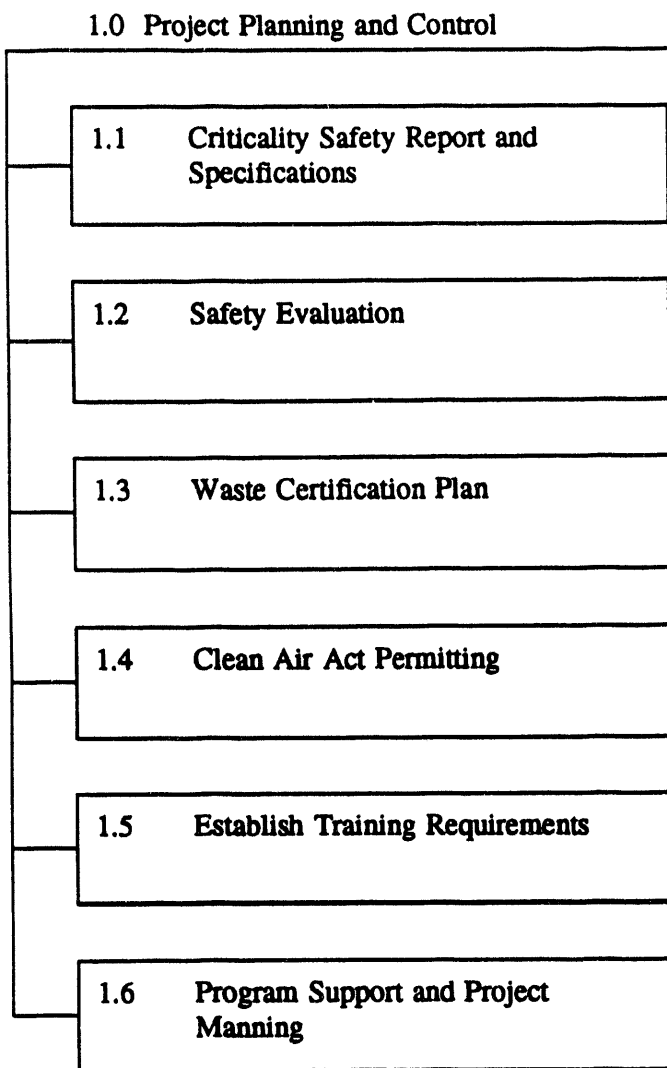 1.0 Project Planning and Control
1.1 Criticality Safety Report and
Specifications
1.2 Safety Evaluation
1.3 Waste Certification Plan
1.4 Clean Air Act Permitting
1.5 Establish Training Requirements
1.6 Program Support and Project
Manning